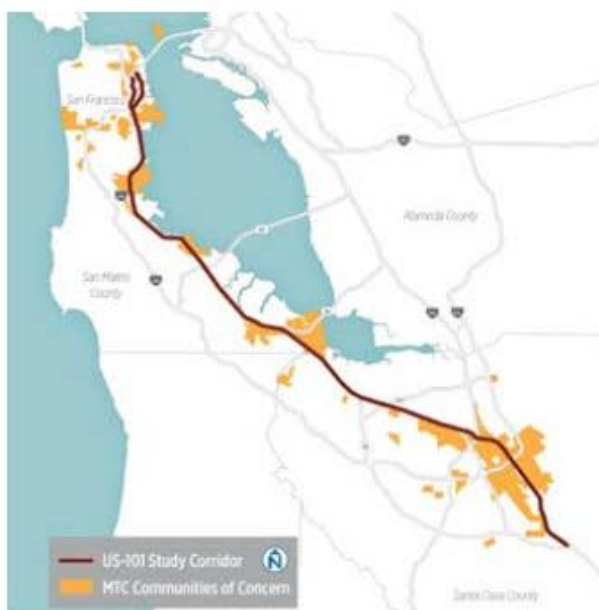 San Francisco
Alameda County
San Mateo
County
US-101 Study Corridor
N
MTC Communities of Concern
Santa Clara County